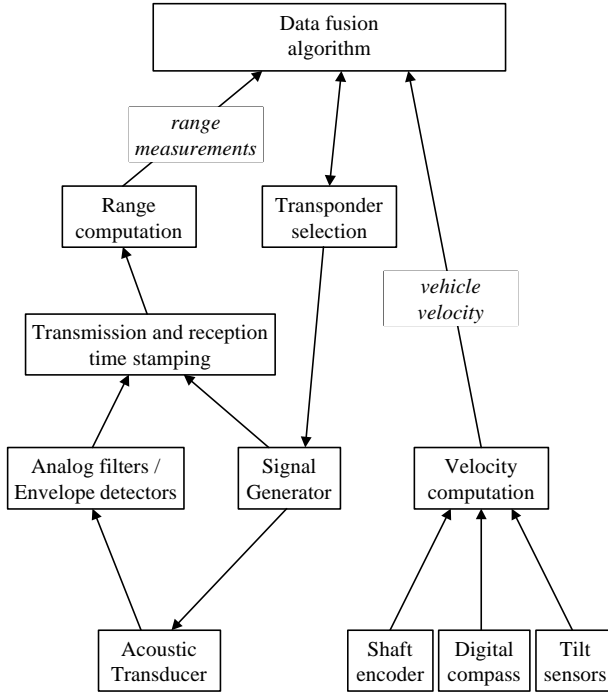 Data fusion
algorithm
range
measurements
Range
computation
Transponder
selection
vehicle
velocity
Transmission and reception
time stamping
Analog filters /
Envelope detectors
Signal
Generator
Velocity
computation
Acoustic
Transducer
Shaft
encoder
Digital
compass
Tilt
sensors